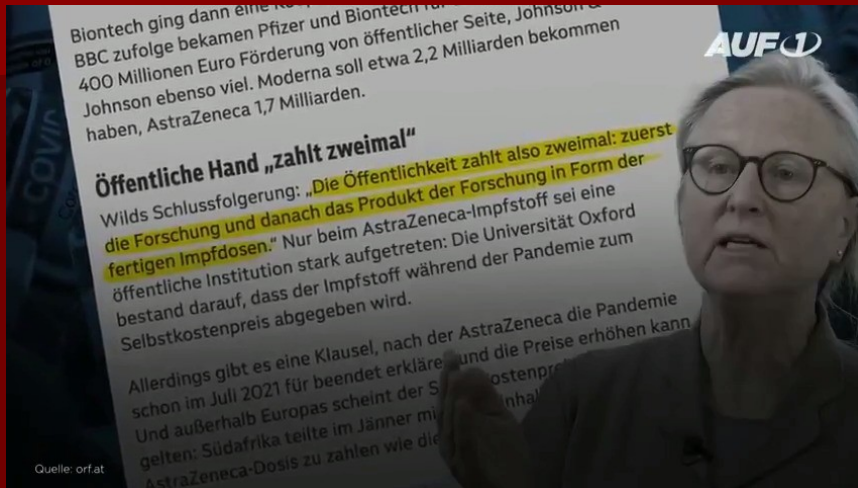 AUF1
COVID
Biontech ging dann eine
BBC zufolge bekamen Pfizer und Biontech für
400 Millionen Euro Förderung von öffentlicher Seite, Johnson &
Johnson ebenso viel. Moderna soll etwa 2,2 Milliarden bekommen
haben, AstraZeneca 1,7 Milliarden.
Öffentliche Hand „zahlt zweimal“
Wilds Schlussfolgerung: „Die Öffentlichkeit zahlt also zweimal: zuerst
die Forschung und danach das Produkt der Forschung in Form der
fertigen Impfdosen.“ Nur beim AstraZeneca-Impfstoff sei eine
öffentliche Institution stark aufgetreten: Die Universität Oxford
bestand darauf, dass der Impfstoff während der Pandemie zum
Selbstkostenpreis abgegeben wird.
Allerdings gibt es eine Klausel, nach der AstraZeneca die Pandemie
schon im Juli 2021 für beendet erklären und die Preise erhöhen kann
Und außerhalb Europas scheint der
gelten: Südafrika teilte im Jänner
AstraZeneca-Dosis zu zahlen wie die
Quelle: orf.at